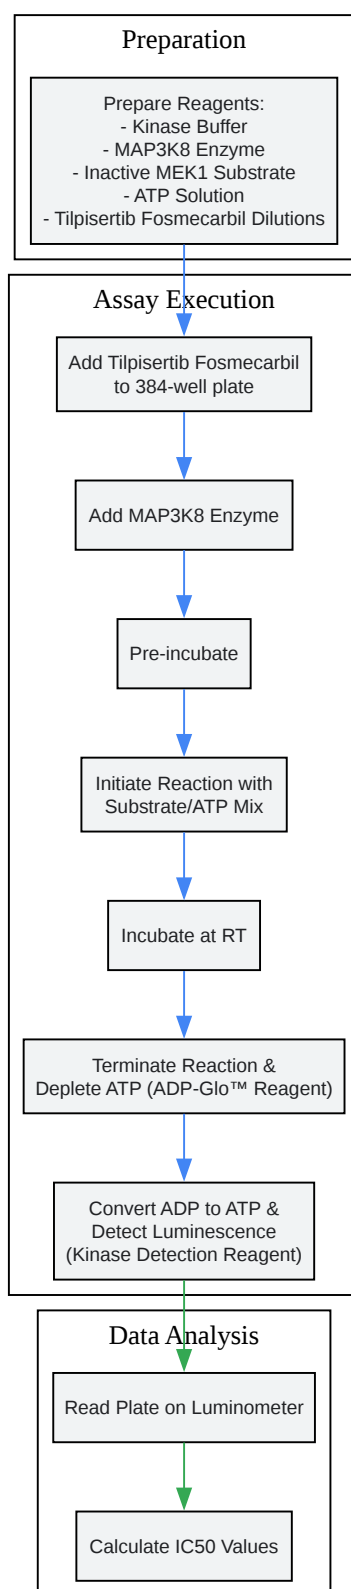 Preparation
Prepare Reagents:
- Kinase Buffer
- MAP3K8 Enzyme
- Inactive MEK1 Substrate
- ATP Solution
- Tilpisertib Fosmecarbil Dilutions
Assay Execution
Add Tilpisertib Fosmecarbil
to 384-well plate
Add MAP3K8 Enzyme
Pre-incubate
Initiate Reaction with
Substrate/ATP Mix
Incubate at RT
Terminate Reaction &
Deplete ATP (ADP-Glo™ Reagent)
Convert ADP to ATP &
Detect Luminescence
(Kinase Detection Reagent)
Data Analysis
Read Plate on Luminometer
Calculate IC50 Values